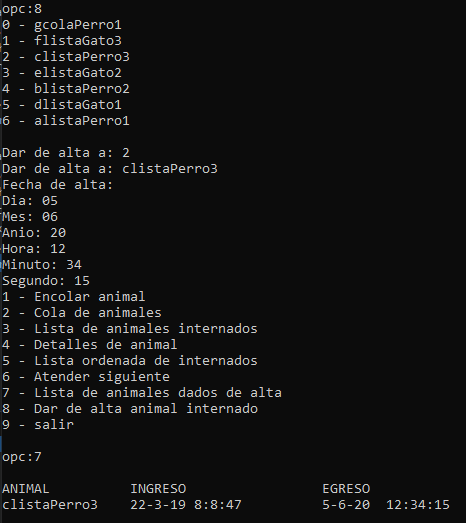 opc:8
0 - gcolaPerro1
1 - flistaGato3
2 - clistaPerro3
3 - elistaGato2
4 - blistaPerro2
5 - dlistaGato1
6 - alistaPerro1
Dar de alta a: 2
Dar de alta a: clistaPerro3
Fecha de alta:
Dia: 05
Mes: 06
Anio: 20
Hora: 12
Minuto: 34
Segundo: 15
1 - Encolar animal
2 - Cola de animales
3 - Lista de animales internados
4 - Detalles de animal
5 - Lista ordenada de internados
6 - Atender siguiente
7 - Lista de animales dados de alta
8 - Dar de alta animal internado
9 - salir
opc:7
ANIMAL INGRESO EGRESO
clistaPerro3 22-3-19 8:8:47 5-6-20 12:34:15